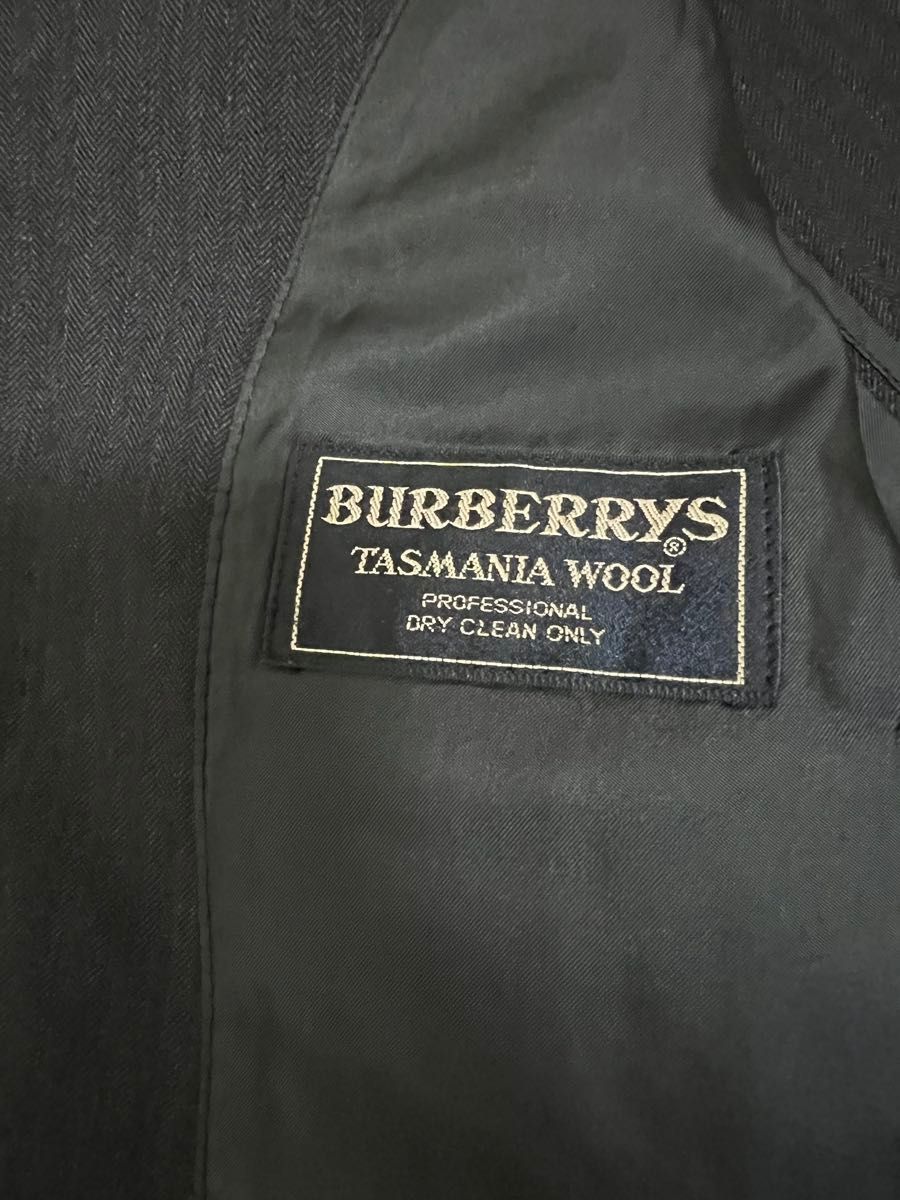 BURBERRYS®
TASMANIA WOOL
PROFESSIONAL
DRY CLEAN ONLY